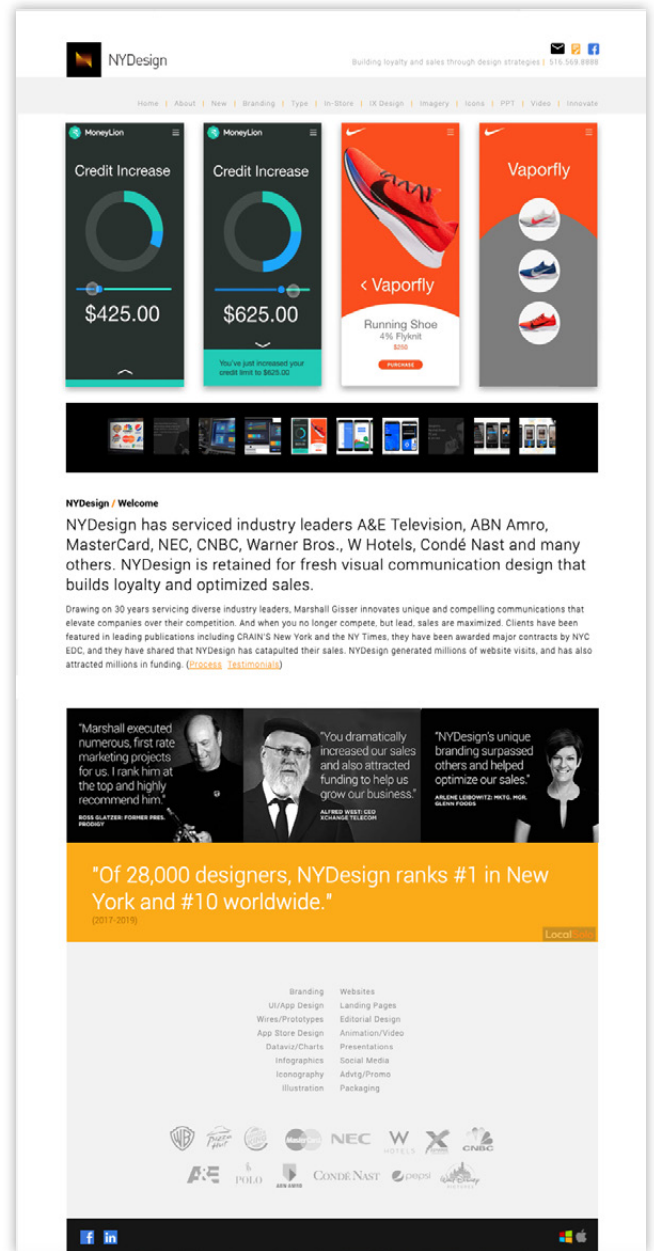 NYDesign
Building loyalty and sales through design strategies | 516.569.8888
Home | About | New | Branding | Type | In-Store | IX Design | Imagery | Icons | PPT | Video | Innovate
MoneyLion
Credit Increase
$425.00
MoneyLion
Credit Increase
$625.00
You've just increased your
credit limit to $625.00
< Vaporfly
Running Shoe
4% Flyknit
$250
PURCHASE
Vaporfly
NYDesign / Welcome
NYDesign has serviced industry leaders A&E Television, ABN Amro,
MasterCard, NEC, CNBC, Warner Bros., W Hotels, Condé Nast and many
others. NYDesign is retained for fresh visual communication design that
builds loyalty and optimized sales.
Drawing on 30 years servicing diverse industry leaders, Marshall Gisser innovates unique and compelling communications that
elevate companies over their competition. And when you no longer compete, but lead, sales are maximized. Clients have been
featured in leading publications including CRAIN'S New York and the NY Times, they have been awarded major contracts by NYC
EDC, and they have shared that NYDesign has catapulted their sales. NYDesign generated millions of website visits, and has also
attracted millions in funding. (Process Testimonials)
"Marshall executed
numerous, first rate
marketing projects
for us. I rank him at
the top and highly
recommend him."
ROSS GLATZER: FORMER PRES.
PRODIGY
"You dramatically
increased our sales
and also attracted
funding to help us
grow our business."
ALFRED WEST: CEO
XCHANGE TELECOM
"NYDesign's unique
branding surpassed
others and helped
optimize our sales."
ARLENE LEIBOWITZ: MKTG. MGR.
GLENN FOODS
"Of 28,000 designers, NYDesign ranks #1 in New
York and #10 worldwide."
(2017-2019)
Local
Branding Websites
UI/App Design Landing Pages
Wires/Prototypes Editorial Design
App Store Design Animation/Video
Dataviz/Charts Presentations
Infographics Social Media
Iconography Advtg/Promo
Illustration Packaging
WB Pizza Hut MasterCard NEC W HOTELS X CNBC
A&E POLO ABN·AMRO CONDÉ NAST pepsi Walt Disney PICTURES